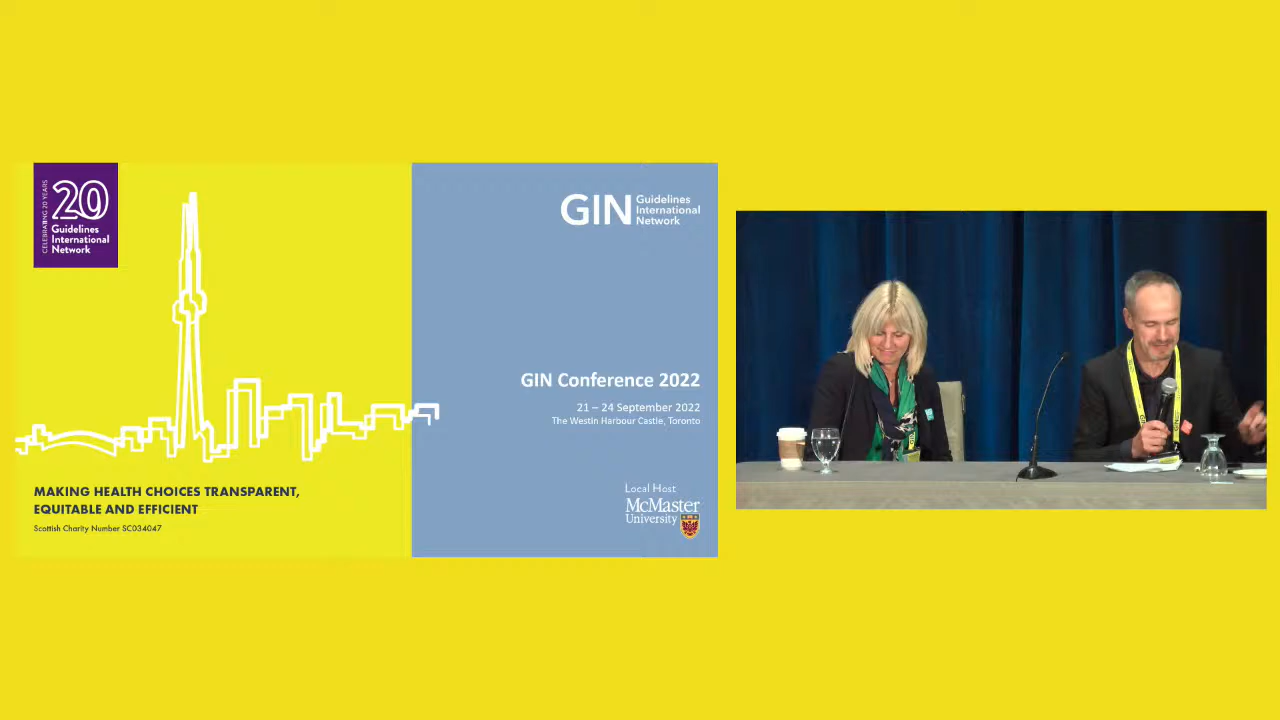 CELEBRATING 20 YEARS
20
Guidelines
International
Network
MAKING HEALTH CHOICES TRANSPARENT,
EQUITABLE AND EFFICIENT
Scottish Charity Number SC034047
GIN Guidelines
International
Network
GIN Conference 2022
21 – 24 September 2022
The Westin Harbour Castle, Toronto
Local Host
McMaster
University